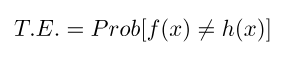 T.E. = Prob[f(x) ≠ h(x)]